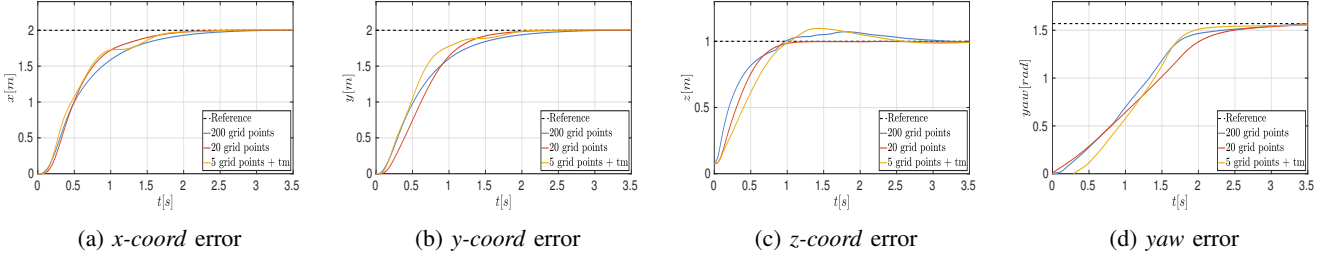 2
1.5
1
0.5
0
x[m]
Reference
200 grid points
20 grid points
5 grid points + tm
0 0.5 1 1.5 2 2.5 3 3.5
t[s]
(a) x-coord error
2
1.5
1
0.5
0
y[m]
Reference
200 grid points
20 grid points
5 grid points + tm
0 0.5 1 1.5 2 2.5 3 3.5
t[s]
(b) y-coord error
1
0.5
0
z[m]
Reference
200 grid points
20 grid points
5 grid points + tm
0 0.5 1 1.5 2 2.5 3 3.5
t[s]
(c) z-coord error
1.5
1
0.5
0
yaw[rad]
Reference
200 grid points
20 grid points
5 grid points + tm
0 0.5 1 1.5 2 2.5 3 3.5
t[s]
(d) yaw error